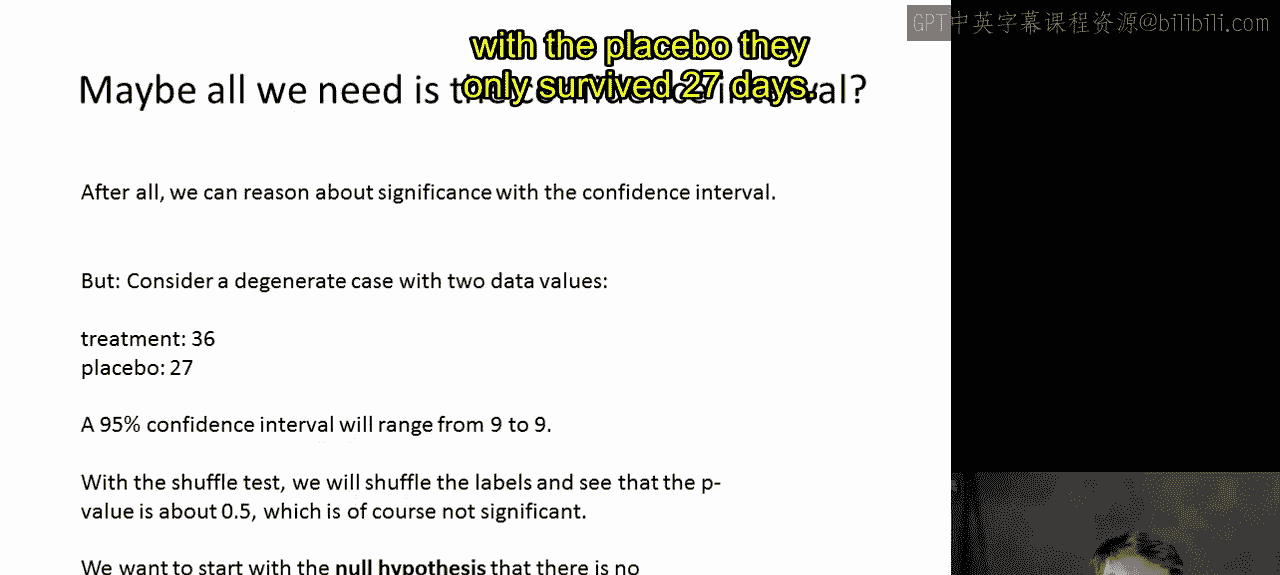 GPT中英字幕课程资源@bilibili.com
with the placebo they
only survived 27 days.
Maybe all we need is the confidence interval?
After all, we can reason about significance with the confidence interval.
But: Consider a degenerate case with two data values:
treatment: 36
placebo: 27
A 95% confidence interval will range from 9 to 9.
With the shuffle test, we will shuffle the labels and see that the p-
value is about 0.5, which is of course not significant.
We want to start with the null hypothesis that there is no